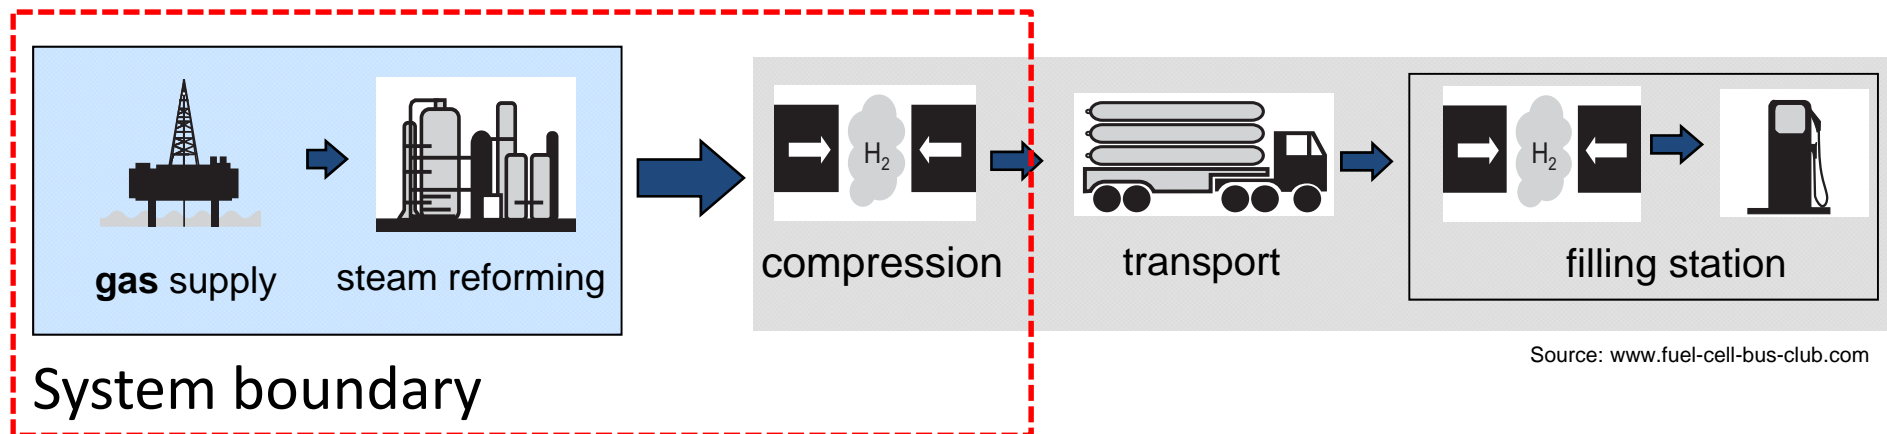 gas supply
steam reforming
H2
compression
transport
H2
filling station
Source: www.fuel-cell-bus-club.com
System boundary